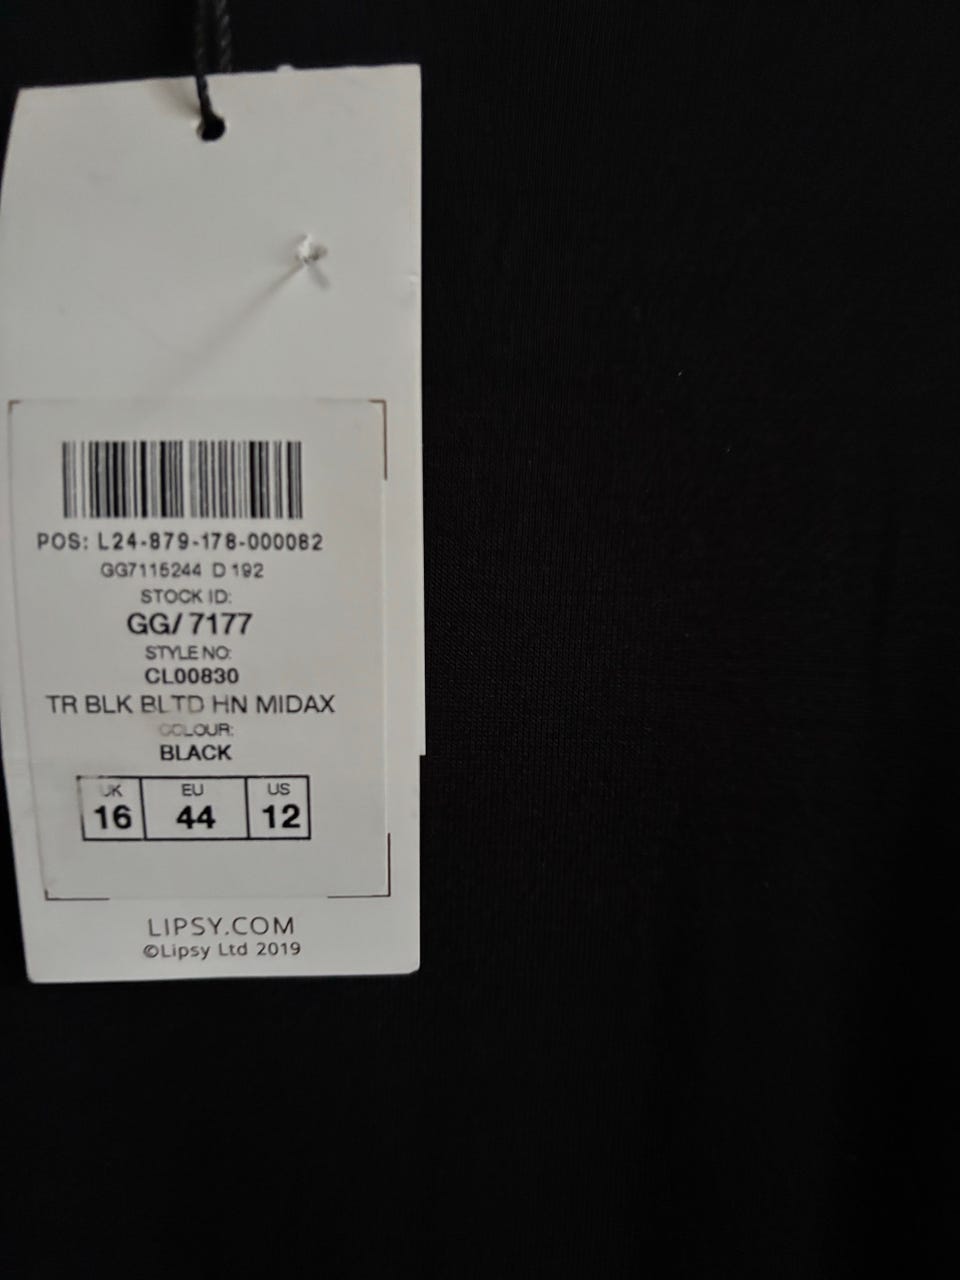 POS: L24-879-178-000082
GG7115244 D 192
STOCK ID:
GG/ 7177
STYLE NO:
CL00830
TR BLK BLTD HN MIDAX
COLOUR:
BLACK
UK EU US
16 44 12
LIPSY.COM
©Lipsy Ltd 2019